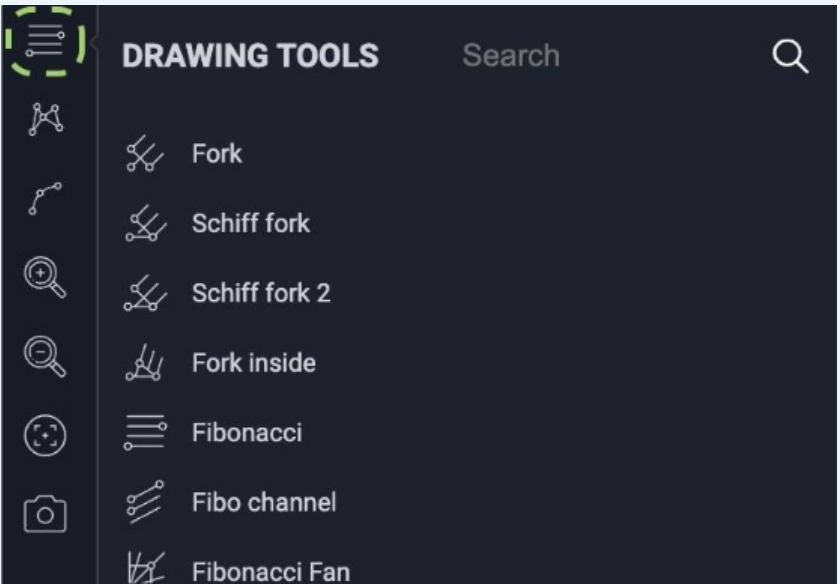 DRAWING TOOLS Search
Fork
Schiff fork
Schiff fork 2
Fork inside
Fibonacci
Fibo channel
Fibonacci Fan